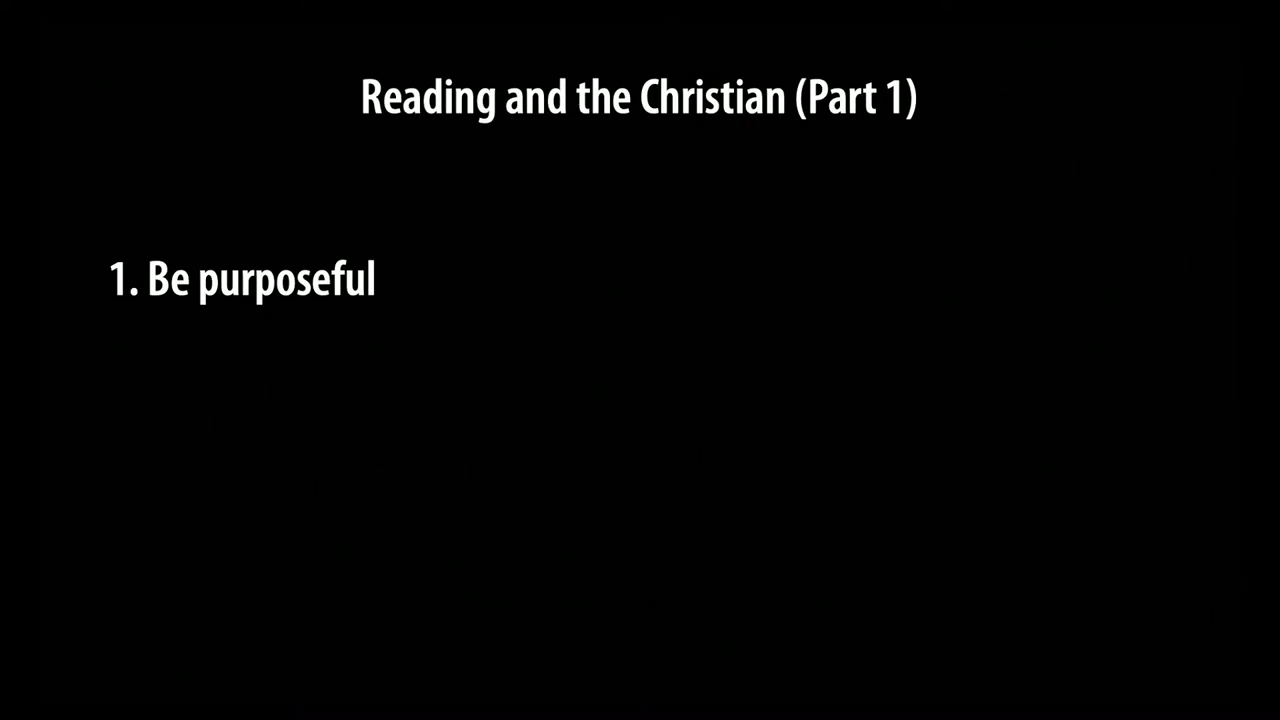 Reading and the Christian (Part 1)
1. Be purposeful